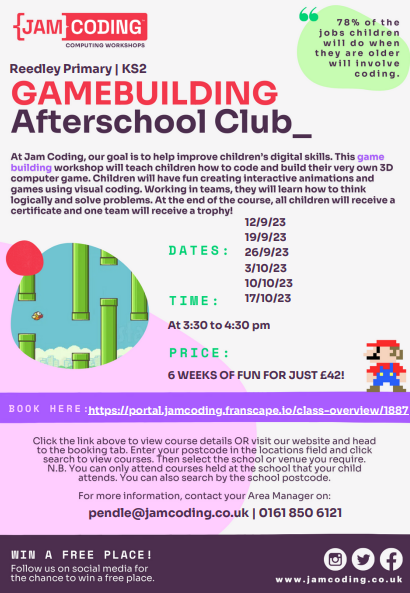 {JAM CODING}
COMPUTING WORKSHOPS
78% of the
jobs children
will do when
they are older
will involve
coding.
Reedley Primary | KS2
GAMEBUILDING
Afterschool Club_
At Jam Coding, our goal is to help improve children's digital skills. This game
building workshop will teach children how to code and build their very own 3D
computer game. Children will have fun creating interactive animations and
games using visual coding. Working in teams, they will learn how to think
logically and solve problems. At the end of the course, all children will receive a
certificate and one team will receive a trophy!
DATES:
12/9/23
19/9/23
26/9/23
3/10/23
10/10/23
17/10/23
TIME:
At 3:30 to 4:30 pm
PRICE:
6 WEEKS OF FUN FOR JUST £42!
BOOK HERE:https://portal.jamcoding.franscape.io/class-overview/1887
Click the link above to view course details OR visit our website and head
to the booking tab. Enter your postcode in the locations field and click
search to view courses. Then select the school or venue you require.
N.B. You can only attend courses held at the school that your child
attends. You can also search by the school postcode.
For more information, contact your Area Manager on:
pendle@jamcoding.co.uk | 0161 850 6121
WIN A FREE PLACE!
Follow us on social media for
the chance to win a free place.
www.jamcoding.co.uk